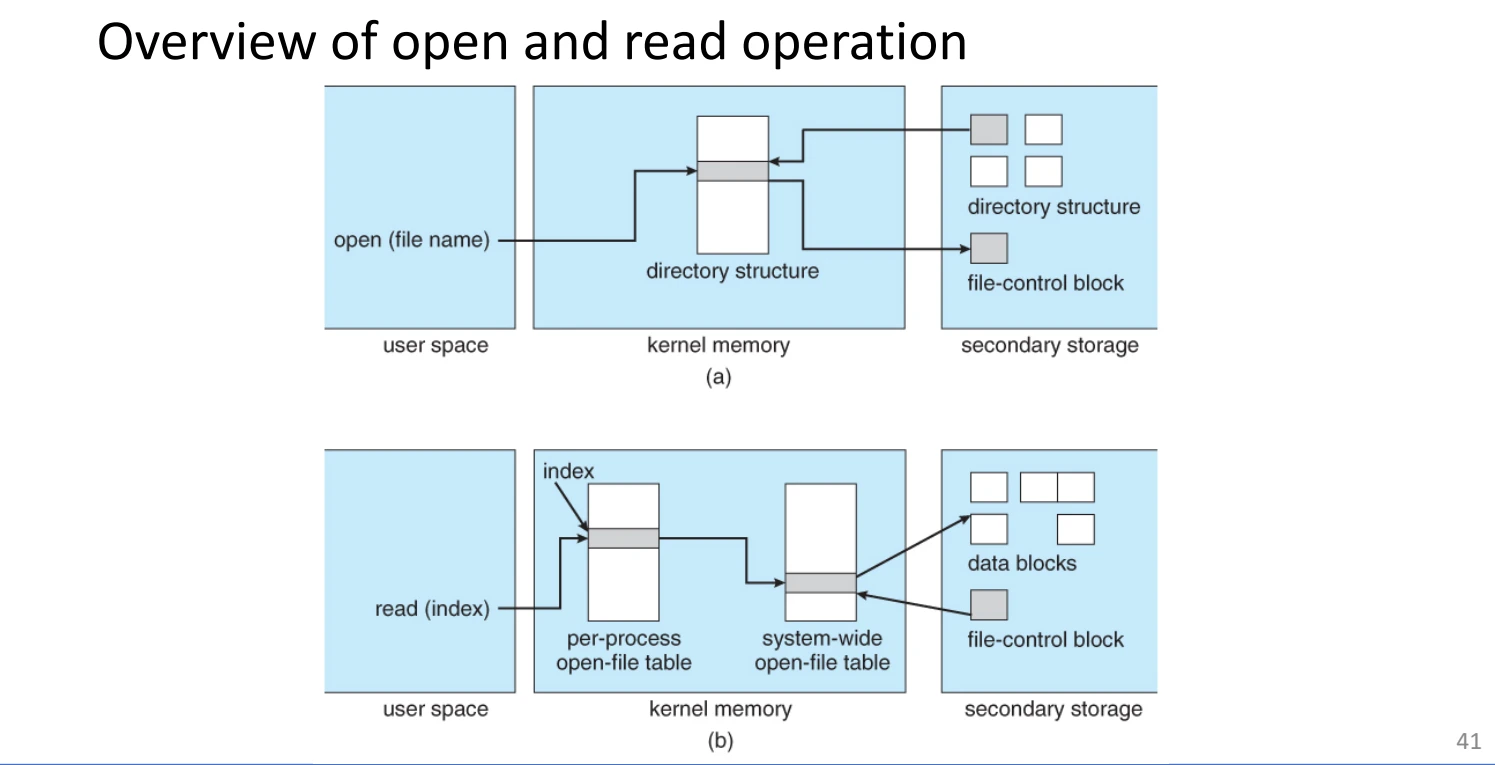 Overview of open and read operation
open (file name)
directory structure
directory structure
file-control block
user space
kernel memory
secondary storage
(a)
index
read (index)
per-process
open-file table
system-wide
open-file table
data blocks
file-control block
user space
kernel memory
secondary storage
(b)
41